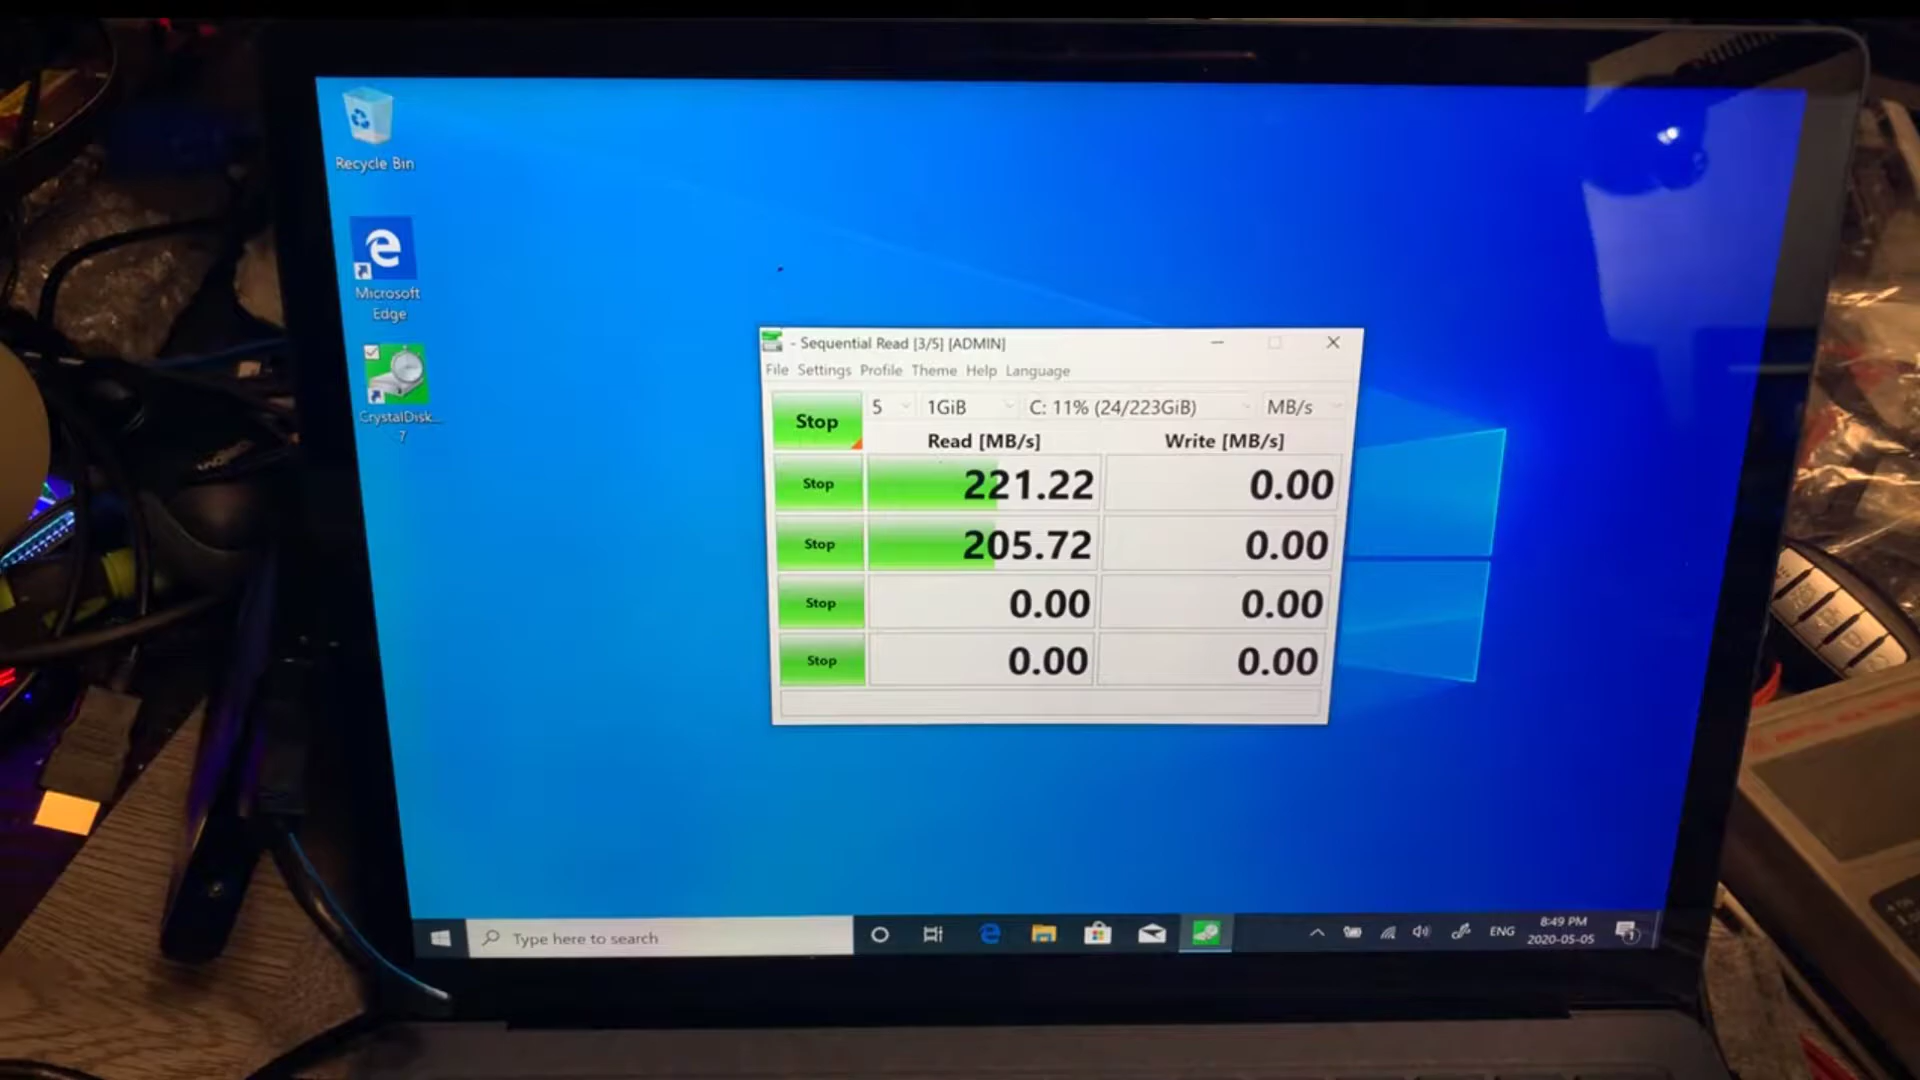 Recycle Bin
Microsoft
Edge
CrystalDisk...
7
- Sequential Read [3/5] [ADMIN]
File Settings Profile Theme Help Language
Stop 5 1GiB C: 11% (24/223GiB) MB/s
Read [MB/s] Write [MB/s]
Stop 221.22 0.00
Stop 205.72 0.00
Stop 0.00 0.00
Stop 0.00 0.00
Type here to search
ENG
8:49 PM
2020-05-05
1